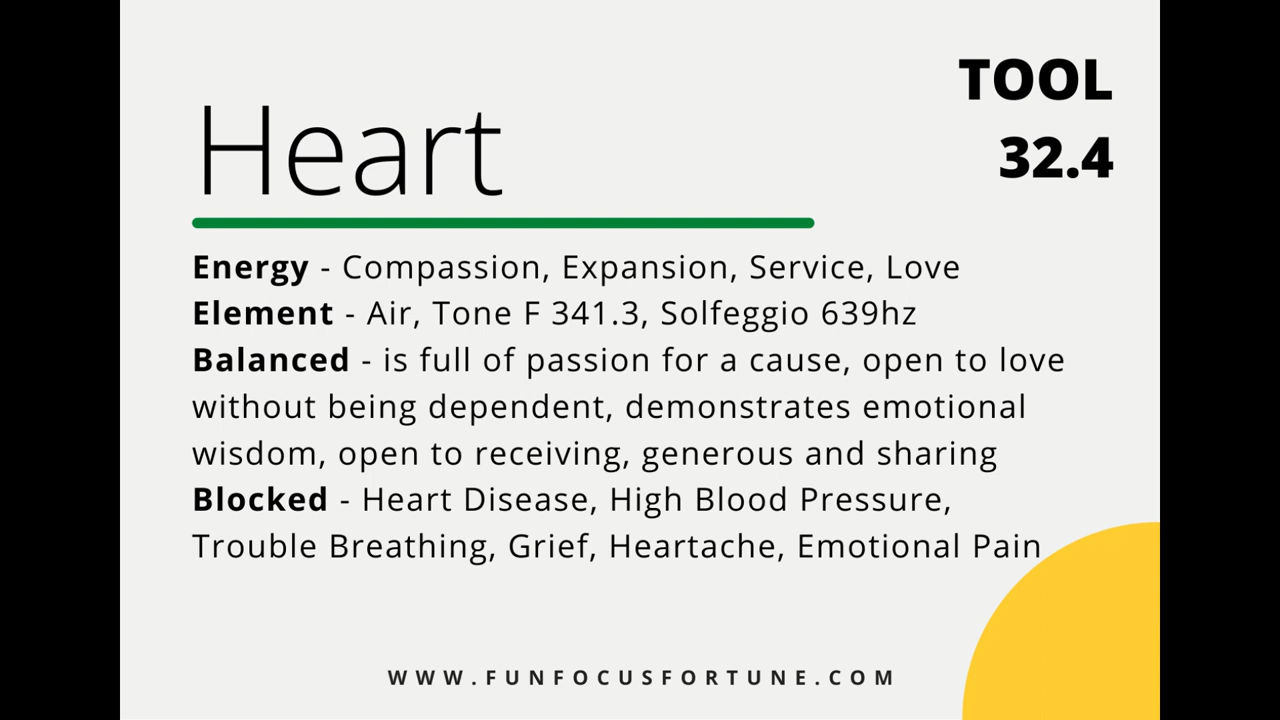 TOOL
32.4
Heart
Energy - Compassion, Expansion, Service, Love
Element - Air, Tone F 341.3, Solfeggio 639hz
Balanced - is full of passion for a cause, open to love
without being dependent, demonstrates emotional
wisdom, open to receiving, generous and sharing
Blocked - Heart Disease, High Blood Pressure,
Trouble Breathing, Grief, Heartache, Emotional Pain
WWW.FUNFOCUSFORTUNE.COM